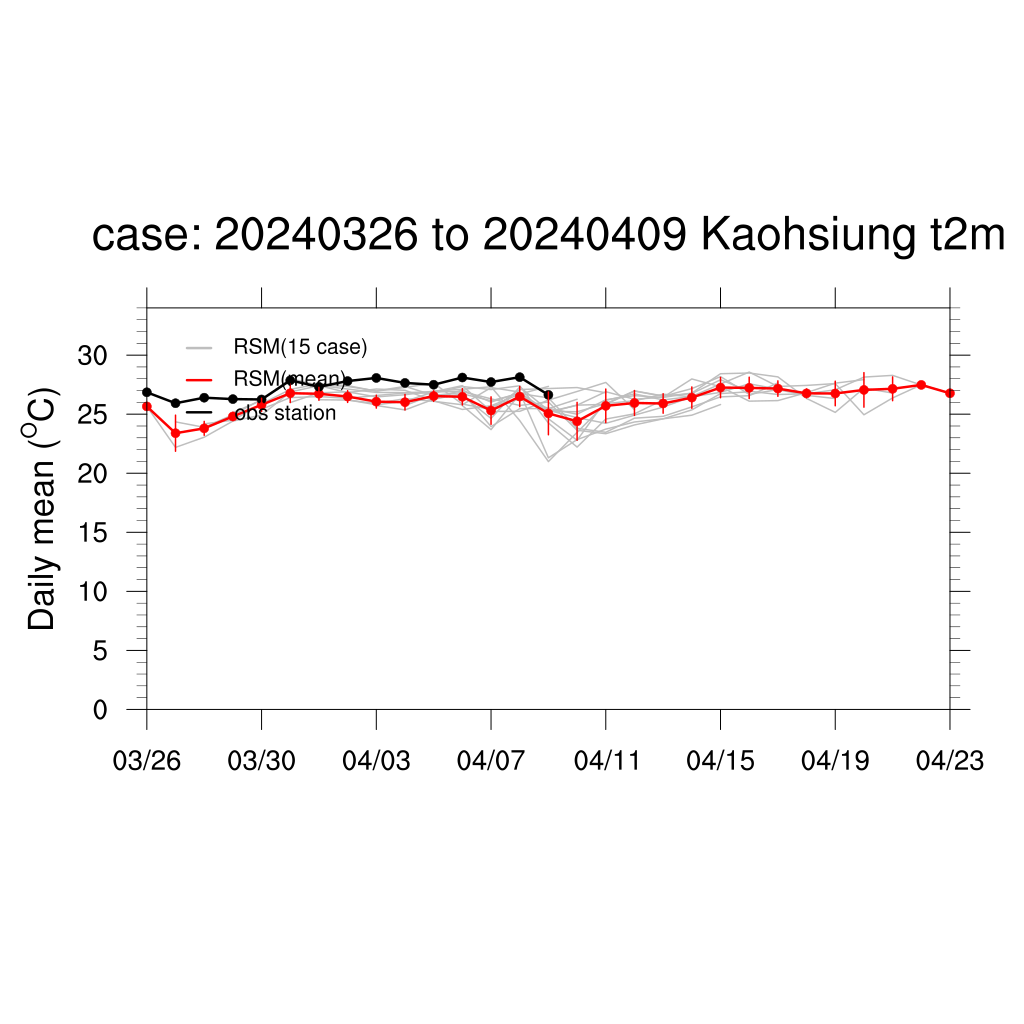 case: 20240326 to 20240409 Kaohsiung t2m
RSM(15 case)
RSM(mean)
obs station
Daily mean (°C)
30
25
20
15
10
5
0
03/26 03/30 04/03 04/07 04/11 04/15 04/19 04/23